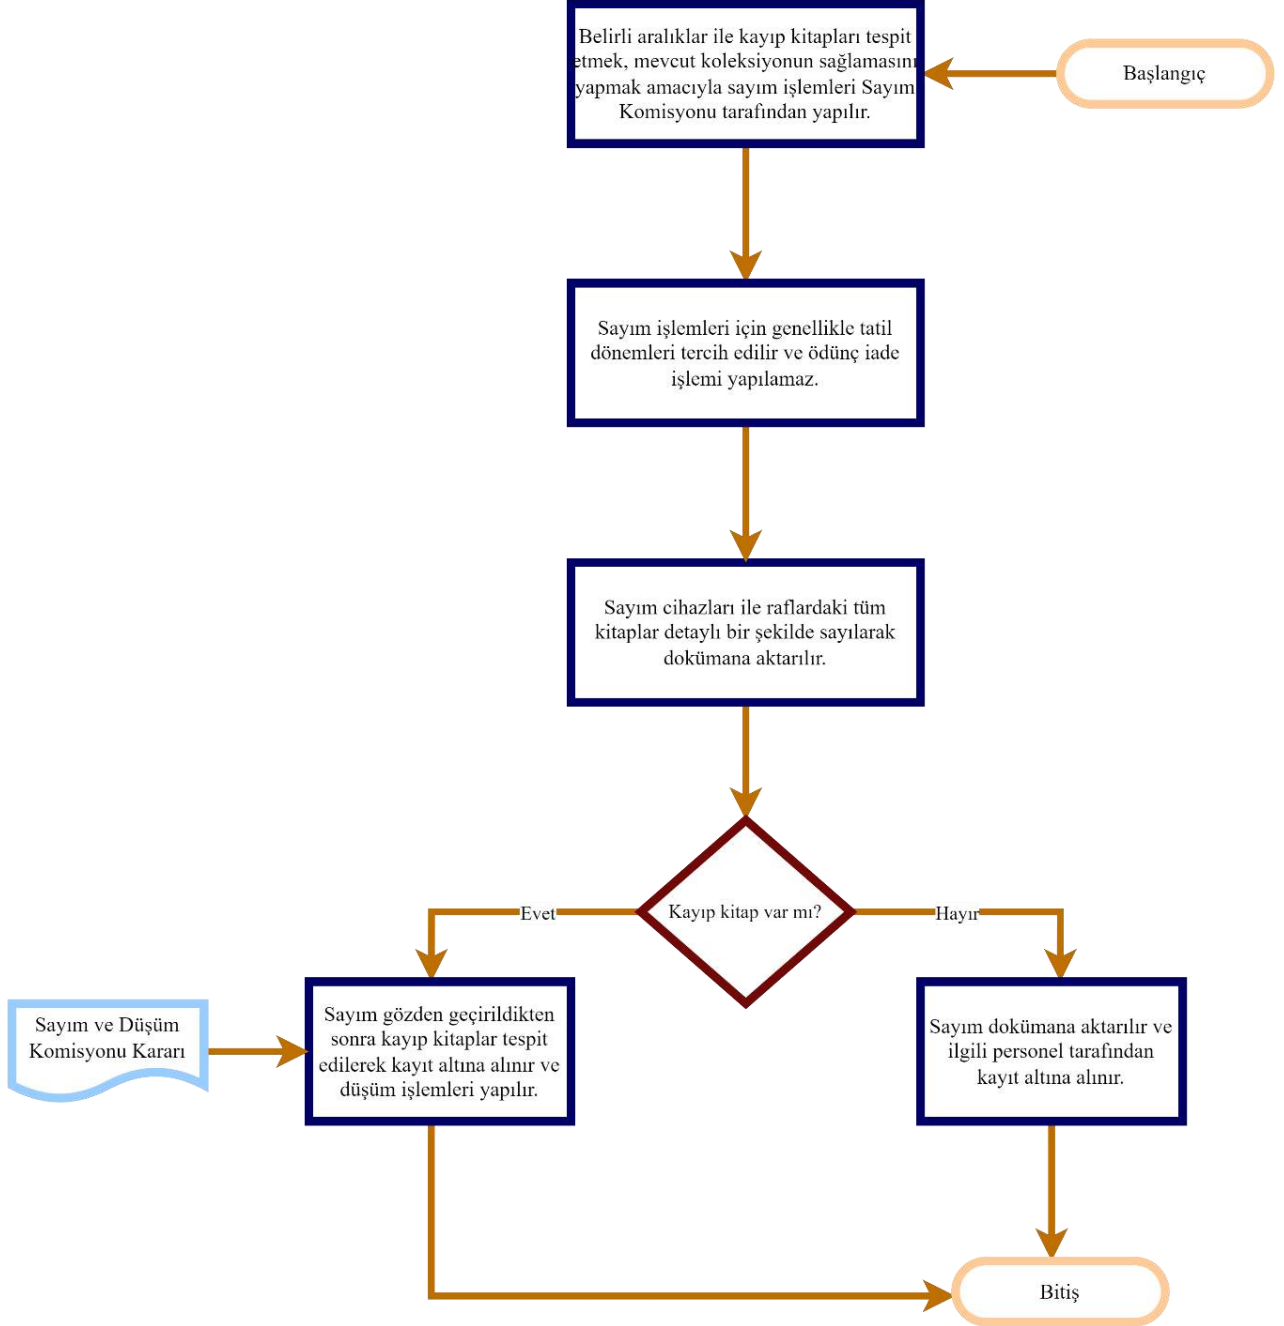 Başlangıç
Belirli aralıklar ile kayıp kitapları tespit
etmek, mevcut koleksiyonun sağlamasını
yapmak amacıyla sayım işlemleri Sayım
Komisyonu tarafından yapılır.
Sayım işlemleri için genellikle tatil
dönemleri tercih edilir ve ödünç iade
işlemi yapılamaz.
Sayım cihazları ile raflardaki tüm
kitaplar detaylı bir şekilde sayılarak
dokümana aktarılır.
Kayıp kitap var mı?
Evet
Hayır
Sayım ve Düşüm
Komisyonu Kararı
Sayım gözden geçirildikten
sonra kayıp kitaplar tespit
edilerek kayıt altına alınır ve
düşüm işlemleri yapılır.
Sayım dokümana aktarılır ve
ilgili personel tarafından
kayıt altına alınır.
Bitiş